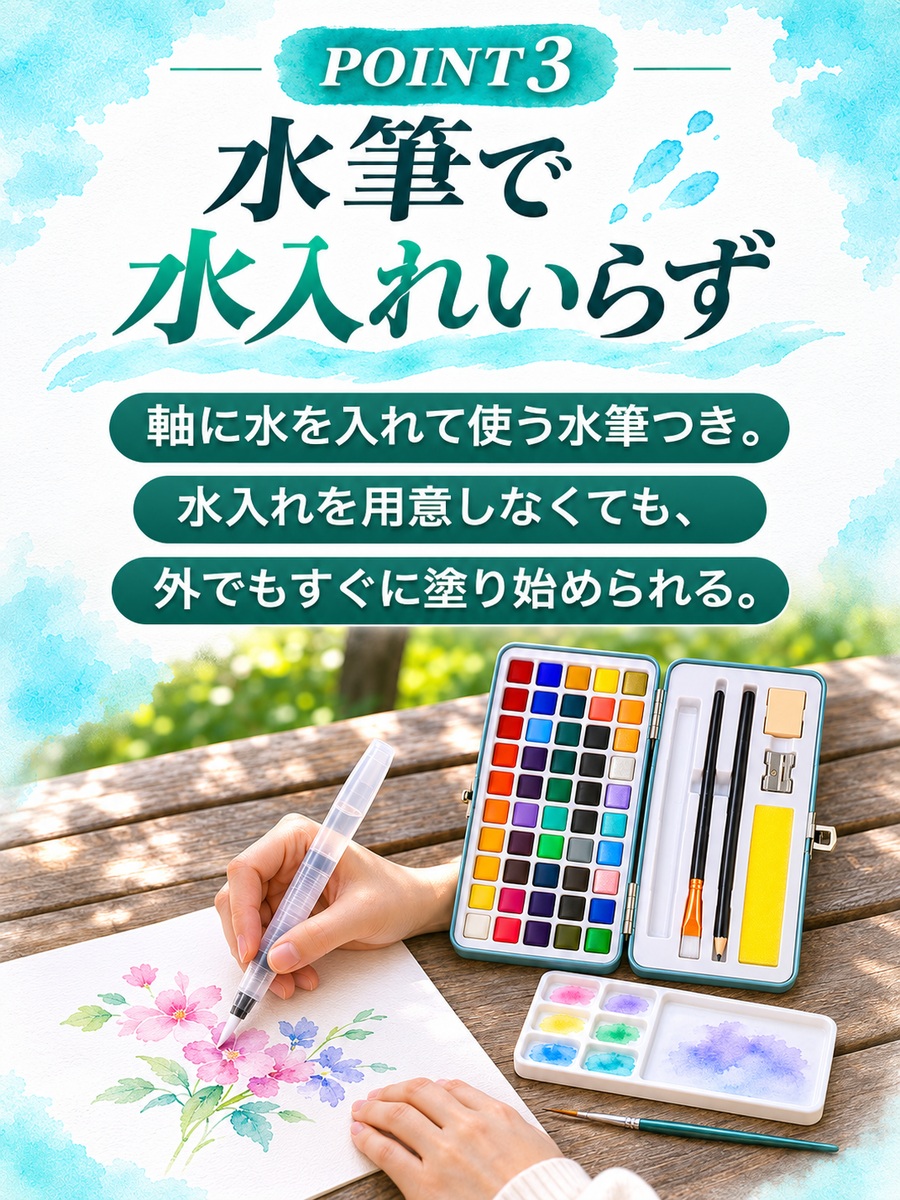 POINT 3
水筆で
水入れいらず
軸に水を入れて使う水筆つき。
水入れを用意しなくても、
外でもすぐに塗り始められる。